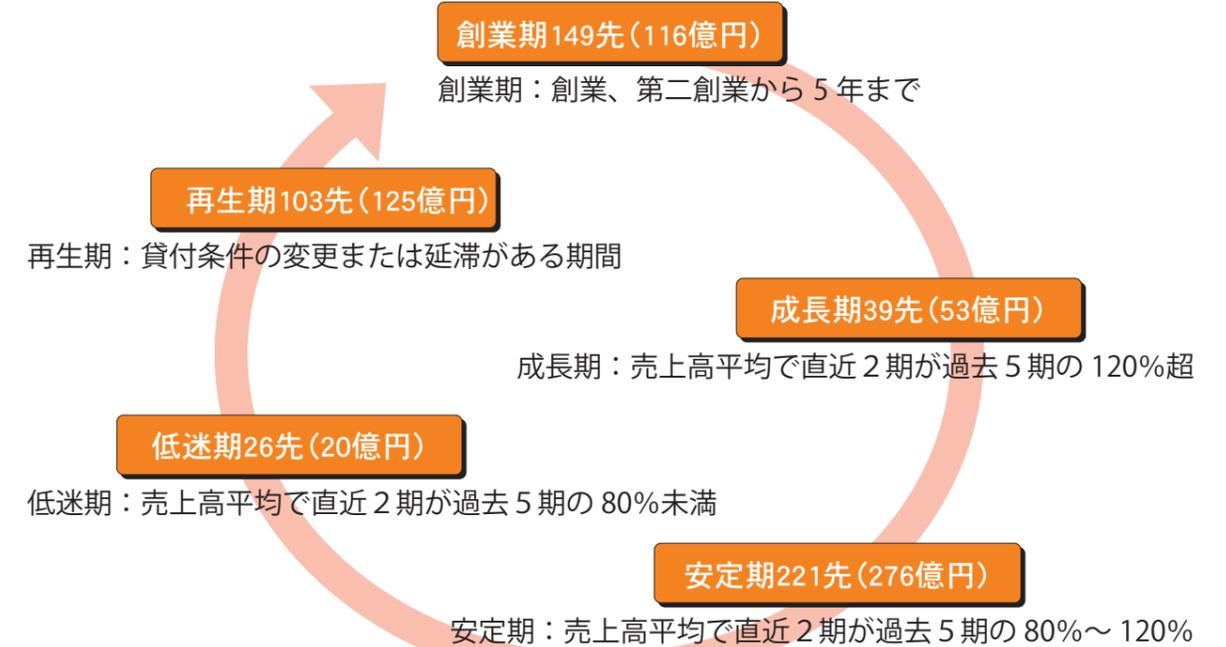 創業期149先（116億円）
創業期：創業、第二創業から 5 年まで
再生期103先（125億円）
再生期：貸付条件の変更または延滞がある期間
成長期39先（53億円）
成長期：売上高平均で直近２期が過去５期の 120％超
低迷期26先（20億円）
低迷期：売上高平均で直近２期が過去５期の 80％未満
安定期221先（276億円）
安定期：売上高平均で直近２期が過去５期の 80％～ 120％